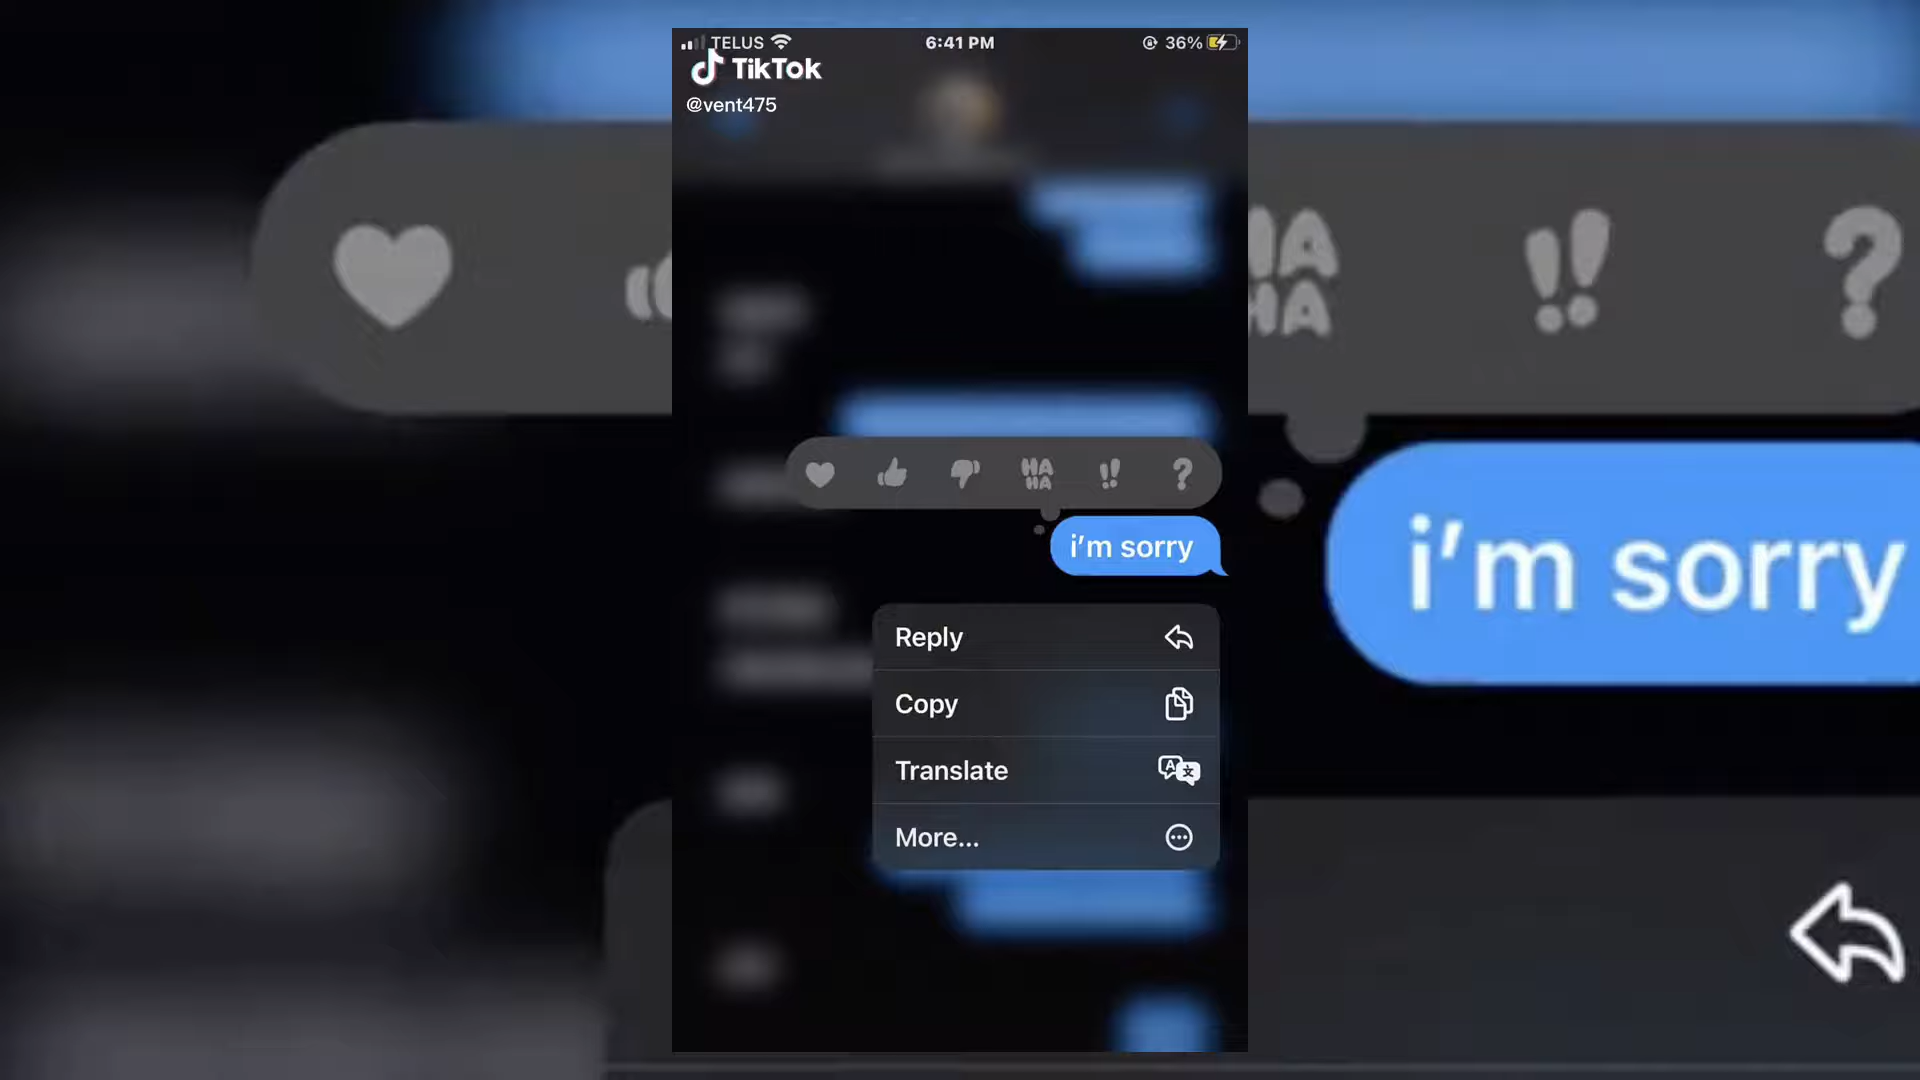 TELUS 6:41 PM 36%
TikTok
@vent475
HA
HA
!!
?
HA
HA
!!
?
i’m sorry
i’m sorry
Reply
Copy
Translate
More...